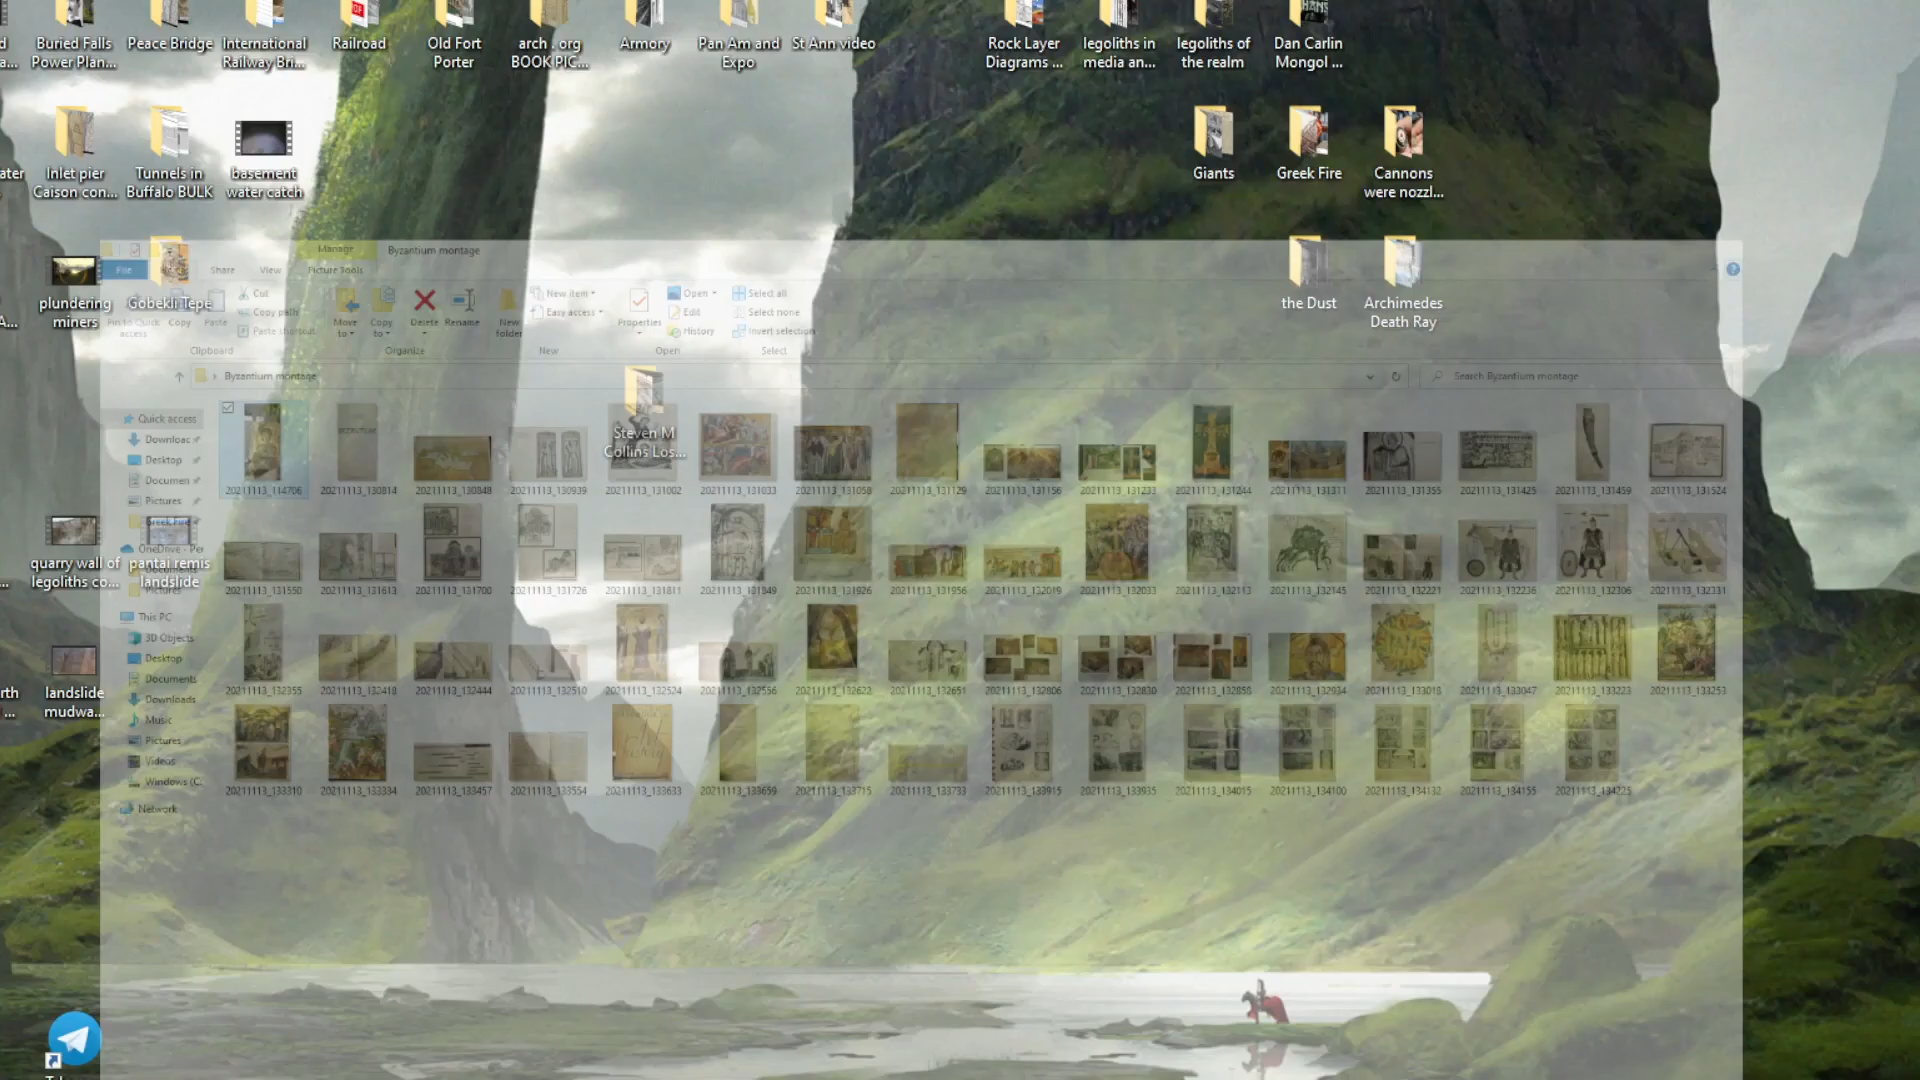 Buried Falls
Power Plan...
Peace Bridge
International
Railway Bri...
Railroad
Old Fort
Porter
arch . org
BOOK PIC...
Armory
Pan Am and
Expo
St Ann video
Rock Layer
Diagrams ...
legoliths in
media an...
legoliths of
the realm
Dan Carlin
Mongol ...
ater
Inlet pier
Caison con...
Tunnels in
Buffalo BULK
basement
water catch
Giants
Greek Fire
Cannons
were nozzl...
plundering
miners
Gobekli Tepe
the Dust
Archimedes
Death Ray
Manage
Byzantium montage
File
Share
View
Picture Tools
Pin to Quick
access
Copy
Paste
Cut
Copy path
Paste shortcut
Clipboard
Move
to
Copy
to
Delete
Rename
Organize
New
folder
New item
Easy access
New
Properties
Open
Edit
History
Open
Select all
Select none
Invert selection
Select
Byzantium montage
Search Byzantium montage
Steven M
Collins Los...
Quick access
Downloac
Desktop
Documen
Pictures
Greek Fire
OneDrive - Per
Pictures
This PC
3D Objects
Desktop
Documents
Downloads
Music
Pictures
Videos
Windows (C:
Network
quarry wall of
legoliths co...
pantai remis
landslide
rth
...
landslide
mudwa...
20211113_114706
20211113_130814
20211113_130848
20211113_130939
20211113_131002
20211113_131033
20211113_131058
20211113_131129
20211113_131156
20211113_131233
20211113_131244
20211113_131311
20211113_131355
20211113_131425
20211113_131459
20211113_131524
20211113_131550
20211113_131613
20211113_131700
20211113_131726
20211113_131811
20211113_131849
20211113_131926
20211113_131956
20211113_132019
20211113_132033
20211113_132113
20211113_132145
20211113_132221
20211113_132236
20211113_132306
20211113_132331
20211113_132355
20211113_132418
20211113_132444
20211113_132510
20211113_132524
20211113_132556
20211113_132622
20211113_132651
20211113_132806
20211113_132830
20211113_132858
20211113_132934
20211113_133018
20211113_133047
20211113_133223
20211113_133253
20211113_133310
20211113_133334
20211113_133457
20211113_133554
20211113_133633
20211113_133659
20211113_133715
20211113_133733
20211113_133915
20211113_133935
20211113_134015
20211113_134100
20211113_134132
20211113_134155
20211113_134225